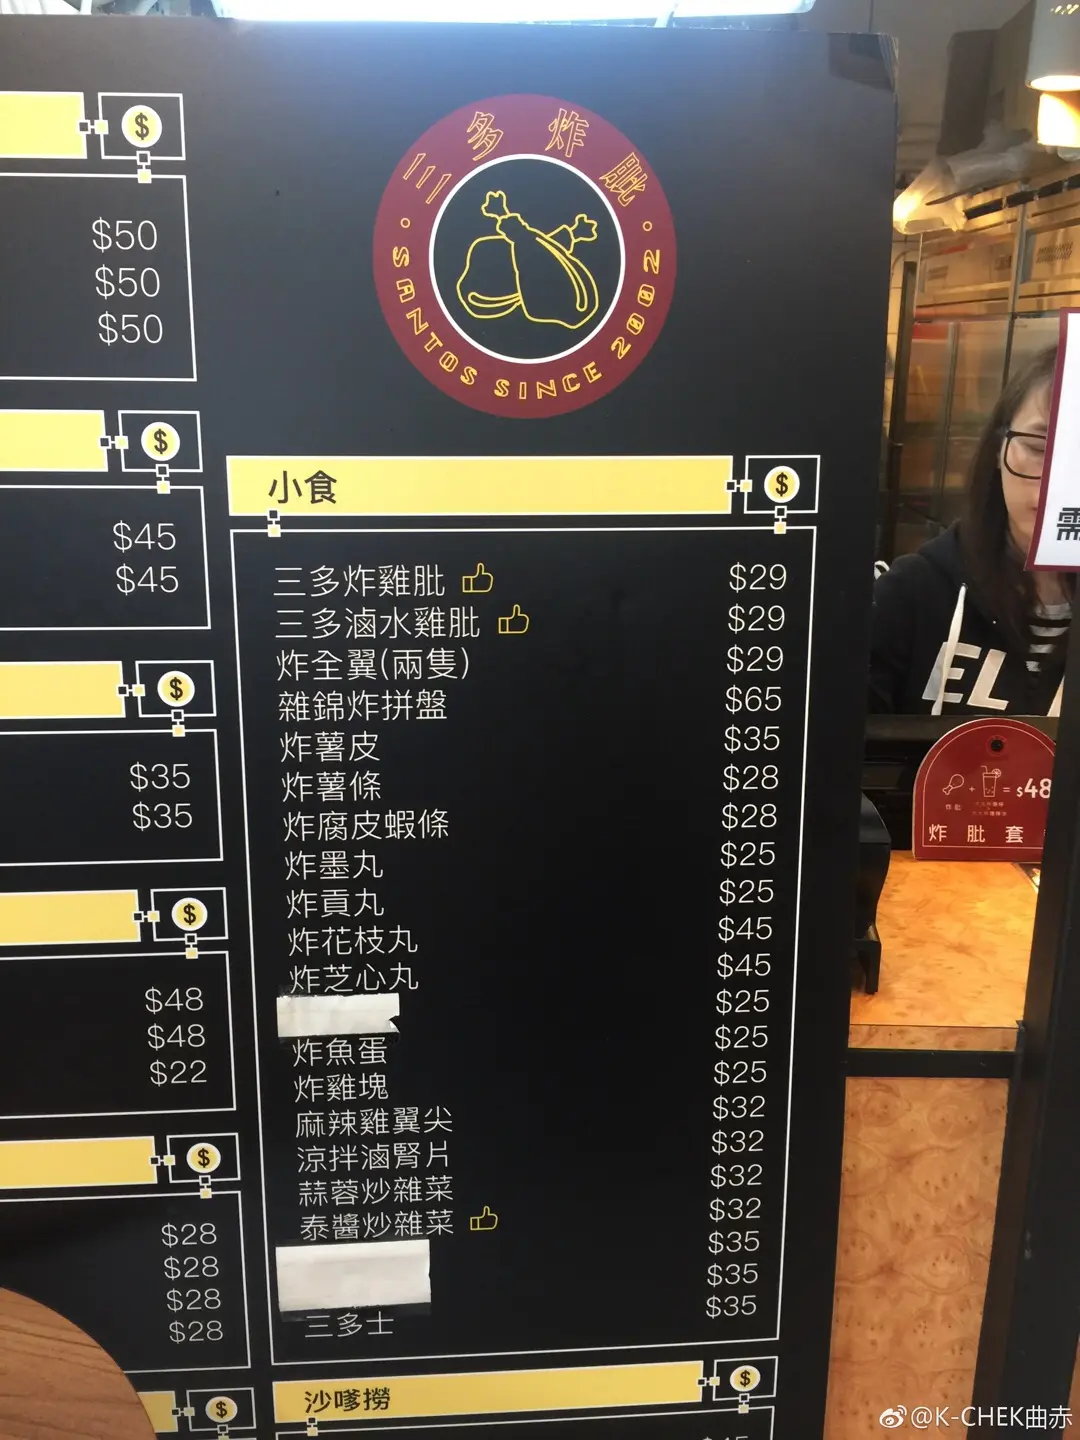 $
$50
$50
$50
$
$45
$45
$
$35
$35
$
$48
$48
$22
$
$28
$28
$28
$28
$
三多炸肶
SANTOS SINCE 2002
小食 $
三多炸雞肶 $29
三多滷水雞肶 $29
炸全翼(兩隻) $29
雜錦炸拼盤 $65
炸薯皮 $35
炸薯條 $28
炸腐皮蝦條 $28
炸墨丸 $25
炸貢丸 $25
炸花枝丸 $45
炸芝心丸 $45
$25
炸魚蛋 $25
炸雞塊 $25
麻辣雞翼尖 $32
涼拌滷腎片 $32
蒜蓉炒雜菜 $32
泰醬炒雜菜 $32
$35
$35
三多士 $35
沙嗲撈 $
需
EL
+ = $48
炸肶
炸肶套
@K-CHEK曲赤